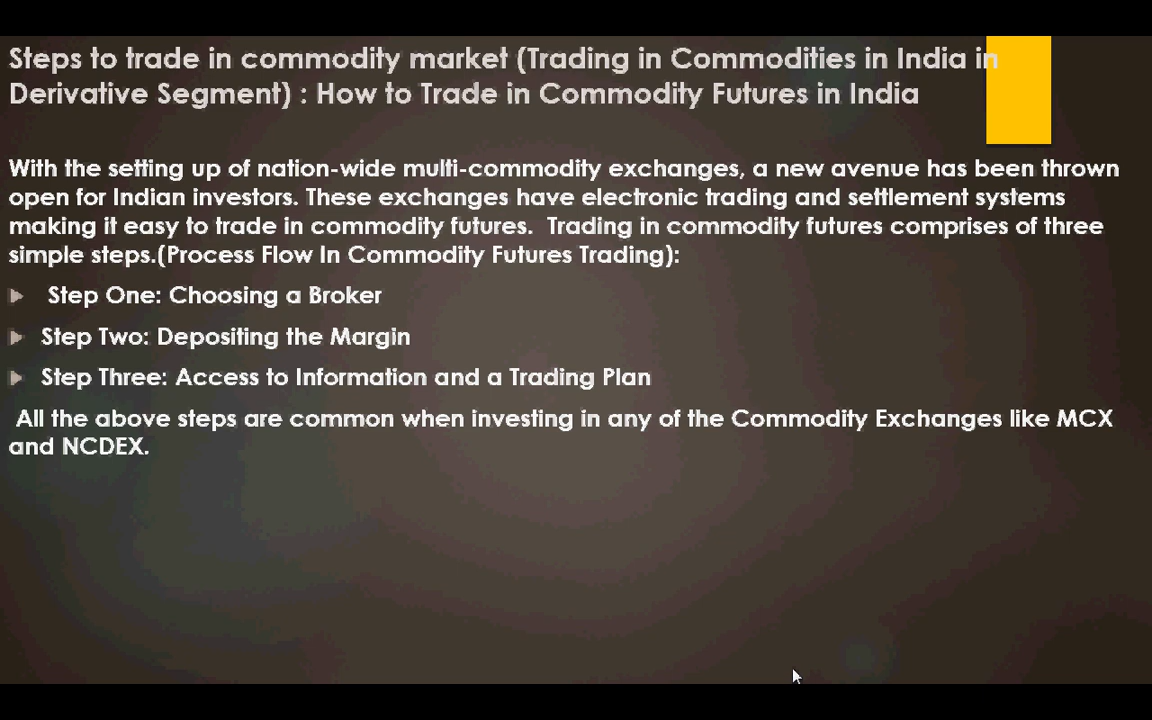 Steps to trade in commodity market (Trading in Commodities in India in
Derivative Segment) : How to Trade in Commodity Futures in India
With the setting up of nation-wide multi-commodity exchanges, a new avenue has been thrown
open for Indian investors. These exchanges have electronic trading and settlement systems
making it easy to trade in commodity futures.  Trading in commodity futures comprises of three
simple steps.(Process Flow In Commodity Futures Trading):
Step One: Choosing a Broker
Step Two: Depositing the Margin
Step Three: Access to Information and a Trading Plan
All the above steps are common when investing in any of the Commodity Exchanges like MCX
and NCDEX.